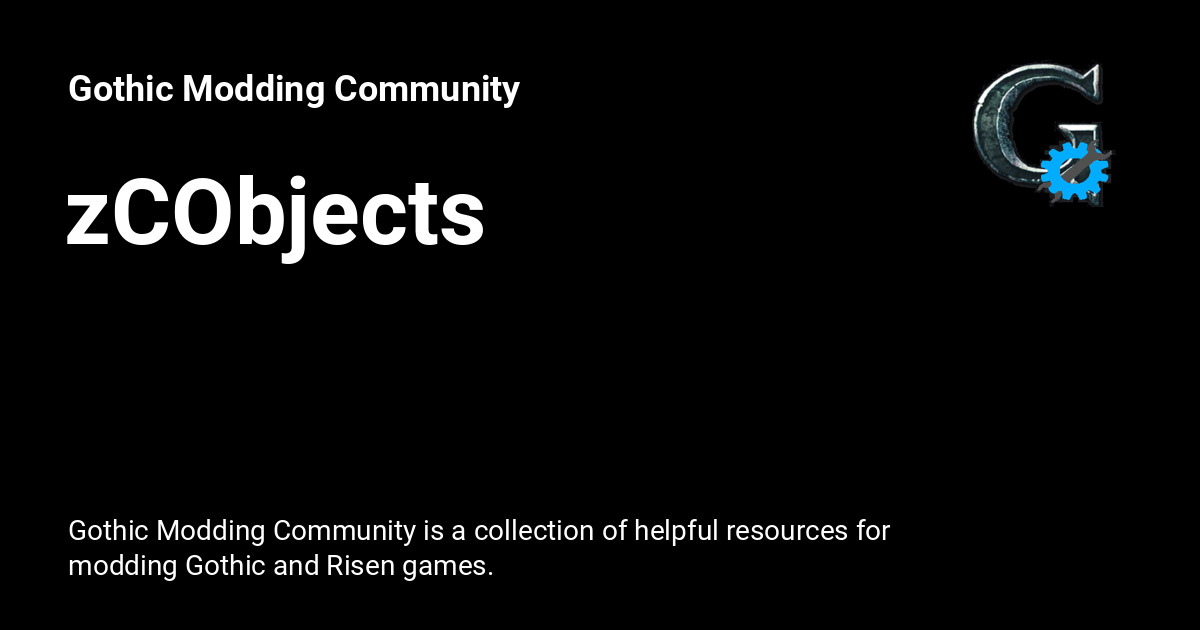 Gothic Modding Community
zCObjects
Gothic Modding Community is a collection of helpful resources for
modding Gothic and Risen games.